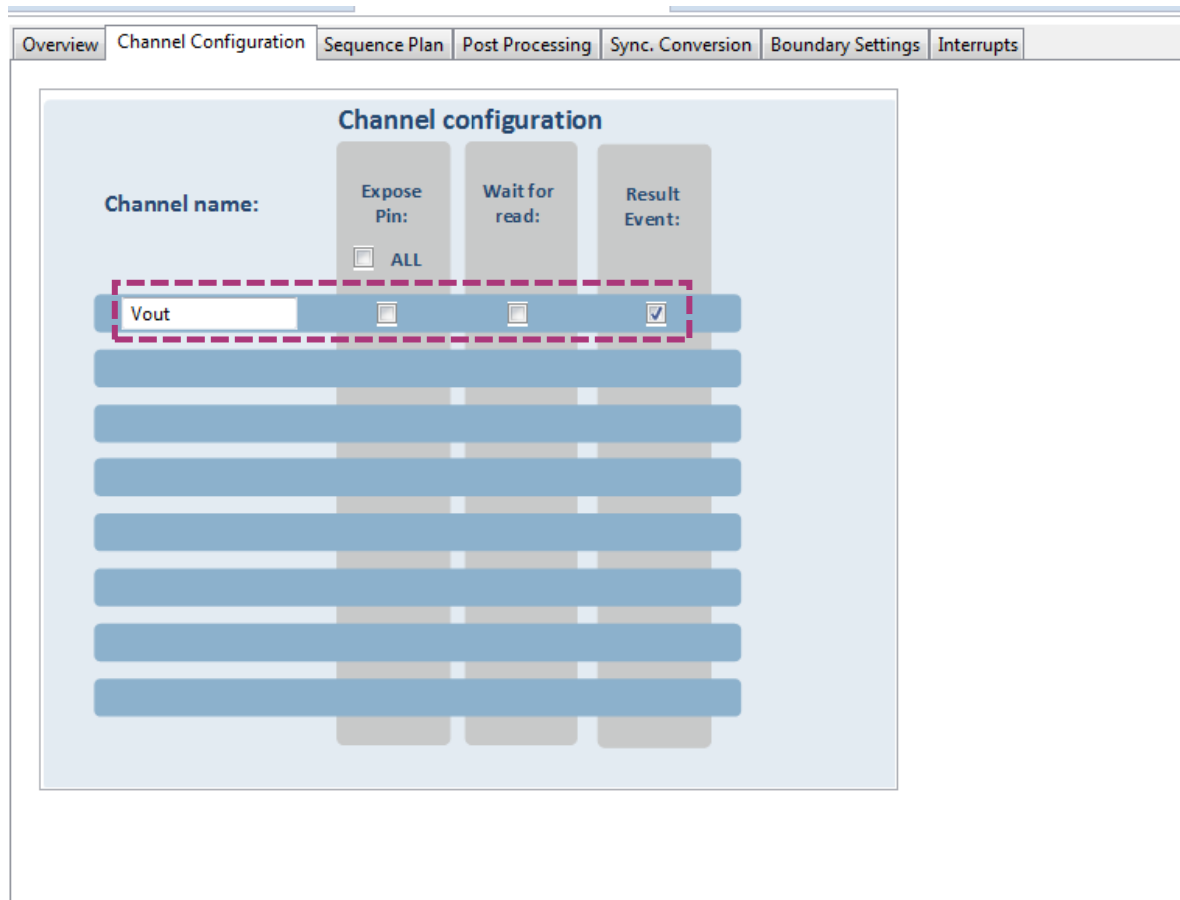 Overview Channel Configuration Sequence Plan Post Processing Sync. Conversion Boundary Settings Interrupts
Channel configuration
Channel name:
Expose
Pin:
Wait for
read:
Result
Event:
ALL
Vout